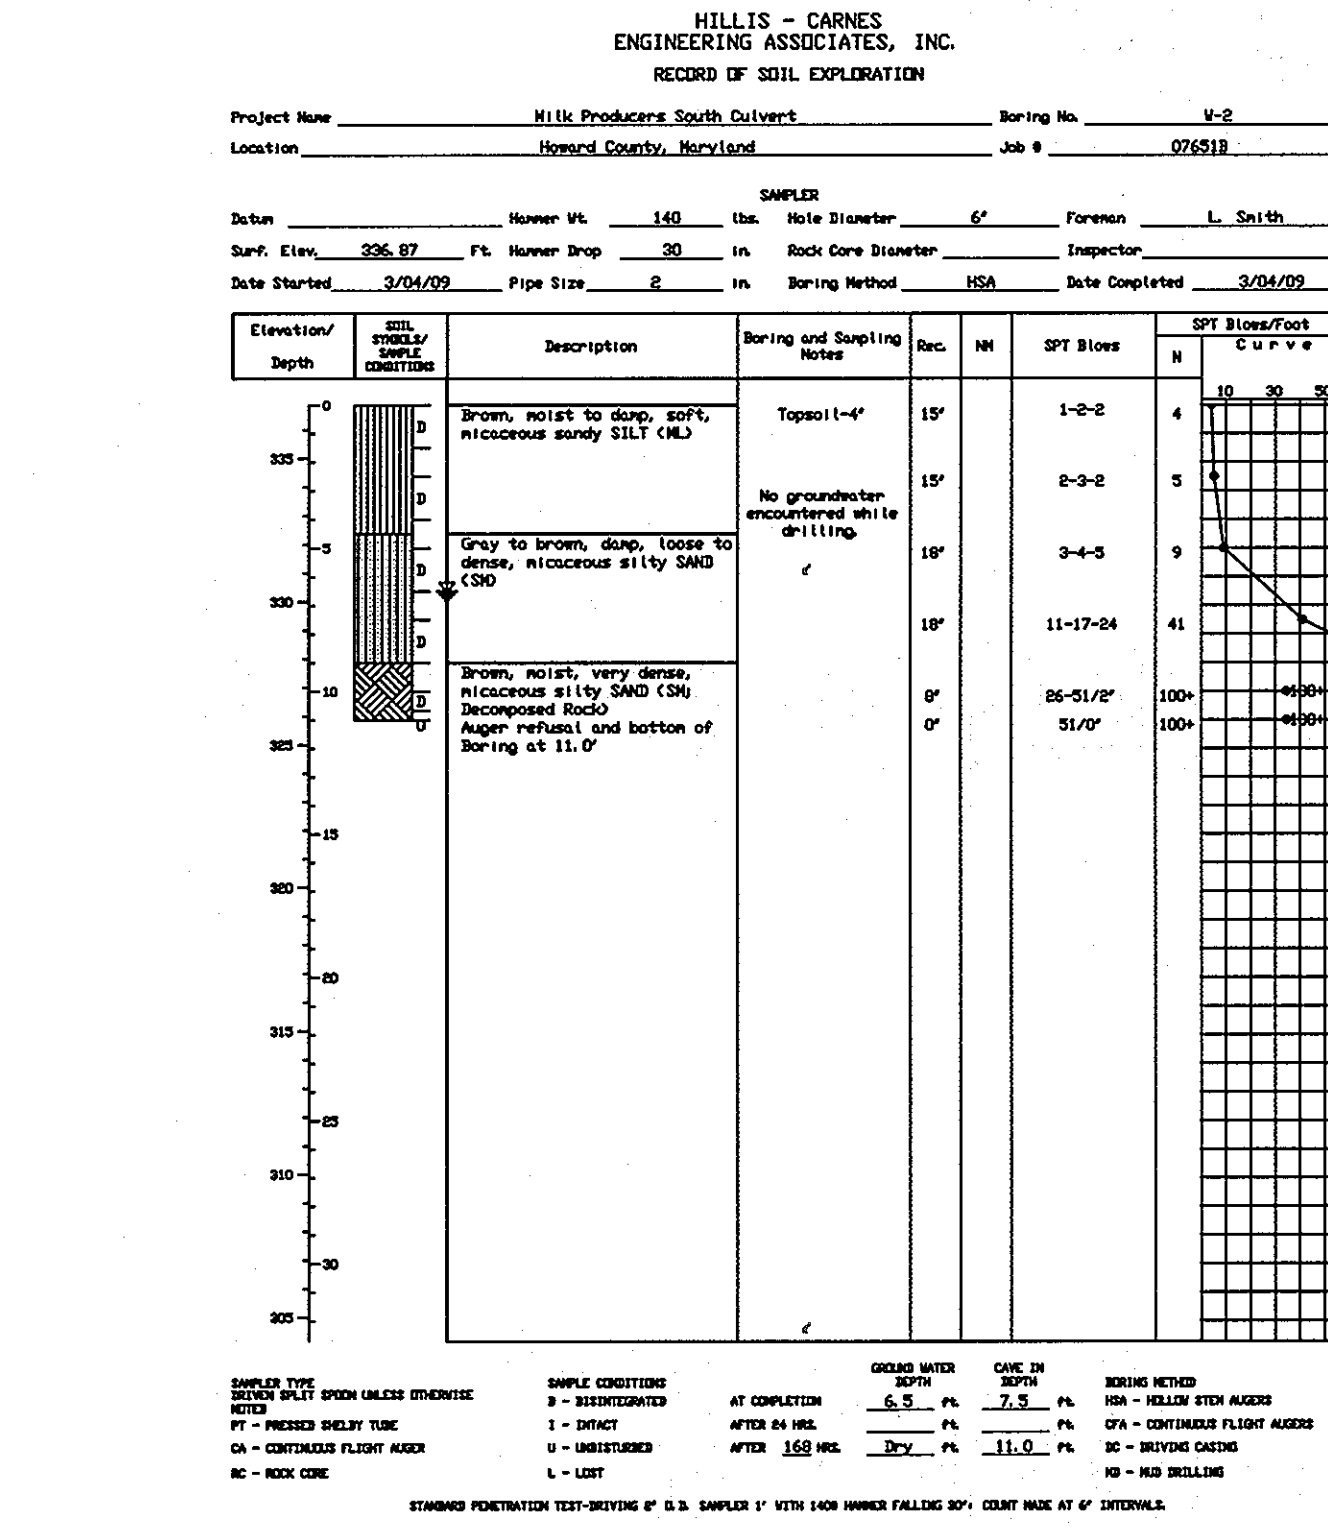 HILLIS - CARNES
ENGINEERING ASSOCIATES, INC.
RECORD OF SOIL EXPLORATION
Project Name Milk Producers South Culvert Boring No. W-2
Location Howard County, Maryland Job # 07651B
SAMPLER
Datum Hammer Wt. 140 lbs. Hole Diameter 6" Foreman L. Smith
Surf. Elev. 336.87 Ft. Hammer Drop 30 in. Rock Core Diameter Inspector
Date Started 3/04/09 Pipe Size 2 in. Boring Method HSA Date Completed 3/04/09
Elevation/
Depth
SOIL
SYMBOLS/
SAMPLE
CONDITIONS
Description
Boring and Sampling
Notes
Rec.
NM
SPT Blows
SPT Blows/Foot
N
Curve
10 30 50
0
Brown, moist to damp, soft,
micaceous sandy SILT (ML)
D
Topsoil-4"
15" 1-2-2 4
335
D
15" 2-3-2 5
No groundwater
encountered while
drilling.
5
Gray to brown, damp, loose to
dense, micaceous silty SAND
(SM)
D
18" 3-4-5 9
330
D
18" 11-17-24 41
Brown, moist, very dense,
micaceous silty SAND (SM;
Decomposed Rock)
10
D
8" 26-51/2" 100+ 100+
Auger refusal and bottom of
Boring at 11.0'
U
0" 51/0" 100+ 100+
325
15
320
20
315
25
310
30
305
SAMPLER TYPE
DRIVEN SPLIT SPOON UNLESS OTHERWISE
NOTED
PT - PRESSED SHELBY TUBE
CA - CONTINUOUS FLIGHT AUGER
RC - ROCK CORE
SAMPLE CONDITIONS
D - DISINTEGRATED
I - INTACT
U - UNDISTURBED
L - LOST
GROUND WATER
DEPTH
CAVE IN
DEPTH
AT COMPLETION 6.5 Ft. 7.5 Ft.
AFTER 24 HRS. Ft. Ft.
AFTER 168 HRS. Dry Ft. 11.0 Ft.
BORING METHOD
HSA - HOLLOW STEM AUGERS
CFA - CONTINUOUS FLIGHT AUGERS
DC - DRIVING CASING
MD - MUD DRILLING
STANDARD PENETRATION TEST-DRIVING 2" O.D. SAMPLER 1' WITH 140# HAMMER FALLING 30"; COUNT MADE AT 6" INTERVALS.